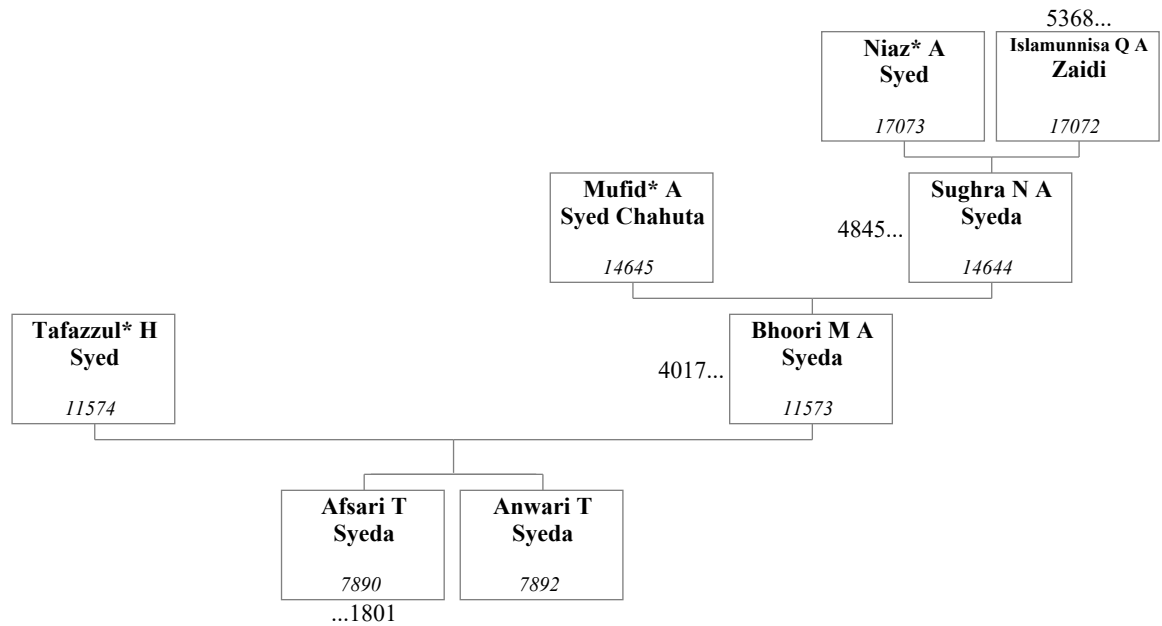 5368...
Niaz* A
Syed
17073
Islamunnisa Q A
Zaidi
17072
Mufid* A
Syed Chahuta
14645
4845...
Sughra N A
Syeda
14644
Tafazzul* H
Syed
11574
4017...
Bhoori M A
Syeda
11573
Afsari T
Syeda
7890
Anwari T
Syeda
7892
...1801